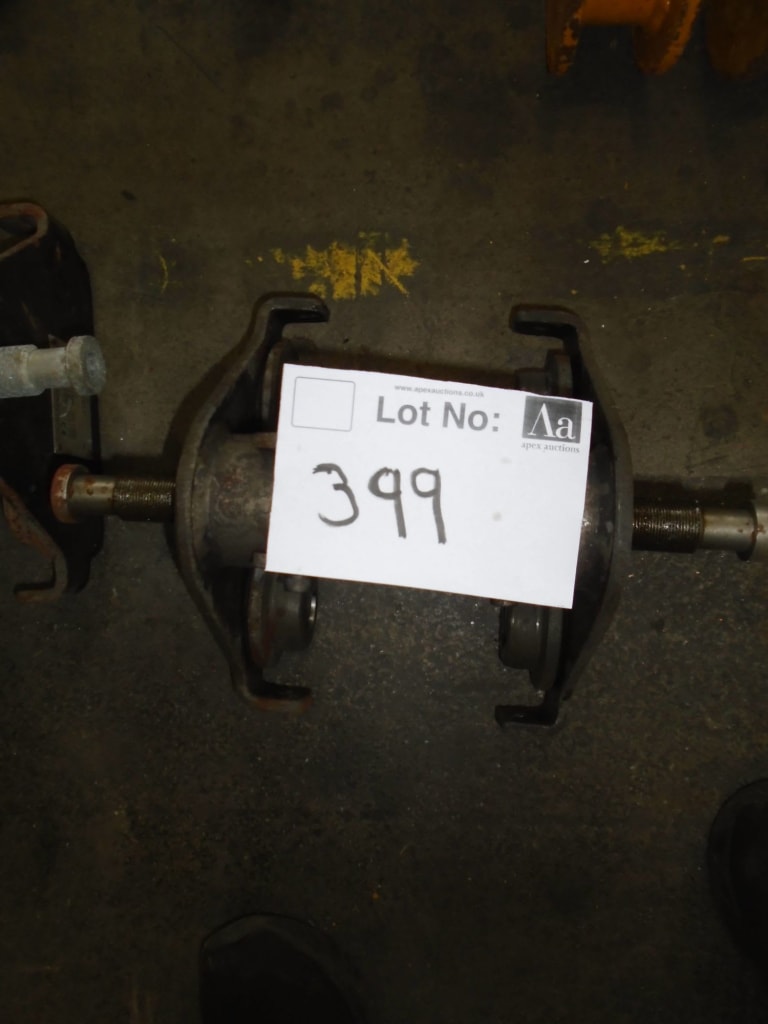 www.apexauctions.co.uk
Lot No:
Aa
apex auctions
399